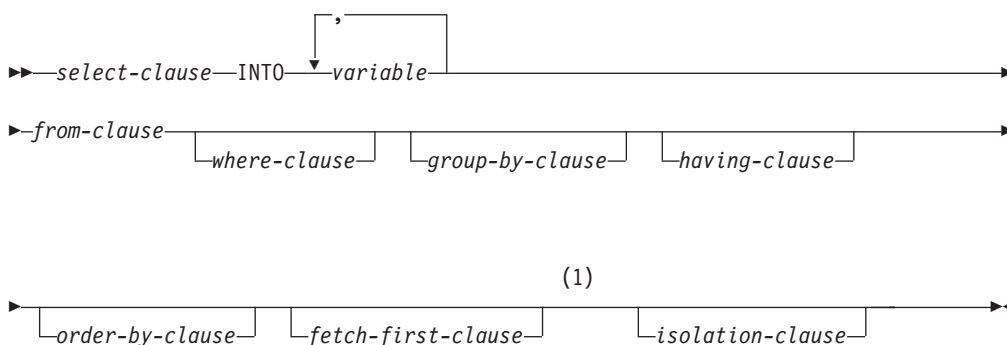 ,
select-clause INTO variable
from-clause
where-clause group-by-clause having-clause
(1)
order-by-clause fetch-first-clause isolation-clause